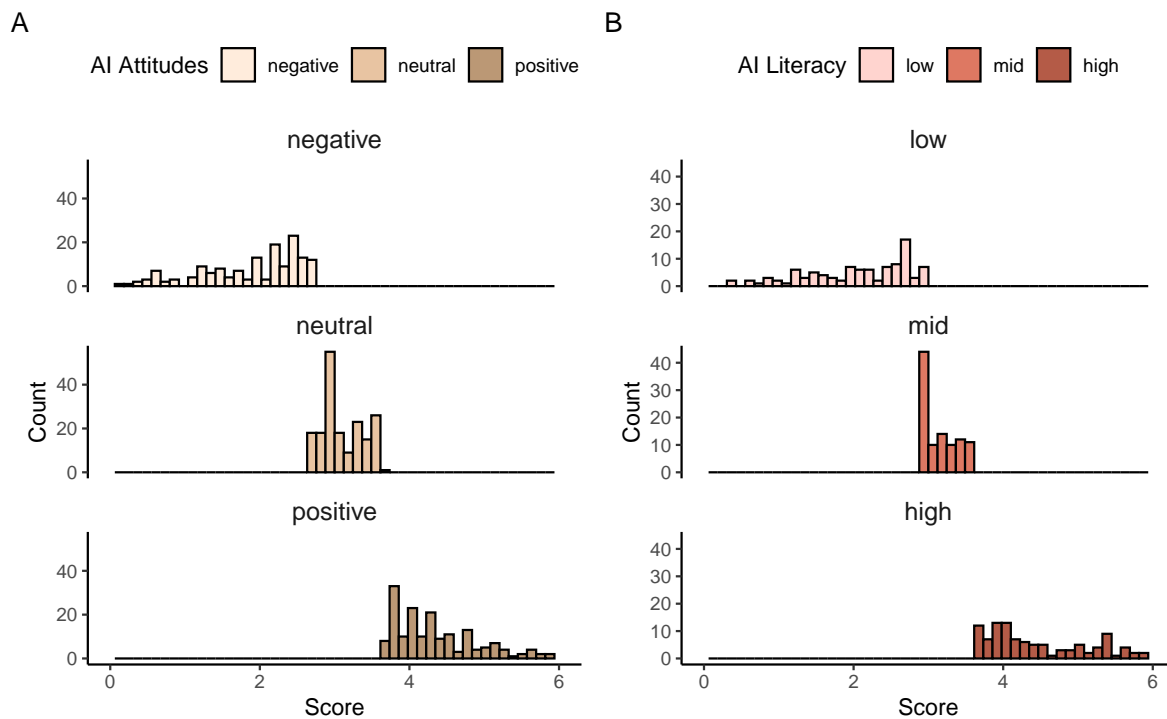 A
AI Attitudes negative neutral positive
negative
40
20
0
neutral
40
20
0
positive
40
20
0
0 2 4 6
Score
Count
B
AI Literacy low mid high
low
40
30
20
10
0
mid
40
30
20
10
0
high
40
30
20
10
0
0 2 4 6
Score
Count